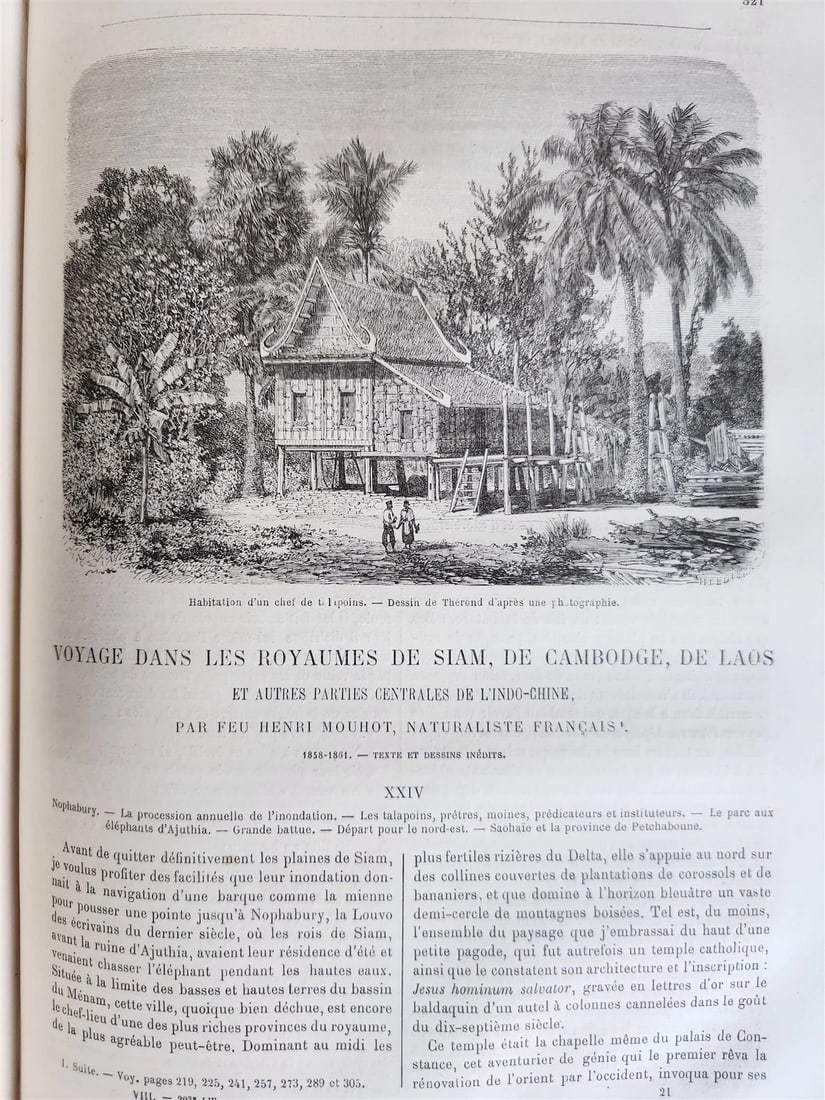 321
Habitation d'un chef de t l poins. — Dessin de Thérond d'après une ph tographie.
VOYAGE DANS LES ROYAUMES DE SIAM, DE CAMBODGE, DE LAOS
ET AUTRES PARTIES CENTRALES DE L'INDO-CHINE,
PAR FEU HENRI MOUHOT, NATURALISTE FRANÇAIS¹.
1858-1861. — TEXTE ET DESSINS INÉDITS.
XXIV
Nophabury. — La procession annuelle de l'inondation. — Les talapoins, prêtres, moines, prédicateurs et instituteurs. — Le parc aux
éléphants d'Ajuthia. — Grande battue. — Départ pour le nord-est. — Saohaïe et la province de Petchaboune.
Avant de quitter définitivement les plaines de Siam,
je voulus profiter des facilités que leur inondation don-
nait à la navigation d'une barque comme la mienne
pour pousser une pointe jusqu'à Nophabury, la Louvo
des écrivains du dernier siècle, où les rois de Siam,
avant la ruine d'Ajuthia, avaient leur résidence d'été et
venaient chasser l'éléphant pendant les hautes eaux.
Située à la limite des basses et hautes terres du bassin
du Ménam, cette ville, quoique bien déchue, est encore
le chef-lieu d'une des plus riches provinces du royaume,
de la plus agréable peut-être. Dominant au midi les
1. Suite. — Voy. pages 219, 225, 241, 257, 273, 289 et 305.
VIII. —
plus fertiles rizières du Delta, elle s'appuie au nord sur
des collines couvertes de plantations de corossols et de
bananiers, et que domine à l'horizon bleuâtre un vaste
demi-cercle de montagnes boisées. Tel est, du moins,
l'ensemble du paysage que j'embrassai du haut d'une
petite pagode, qui fut autrefois un temple catholique,
ainsi que le constatent son architecture et l'inscription :
Jesus hominum salvator, gravée en lettres d'or sur le
baldaquin d'un autel à colonnes cannelées dans le goût
du dix-septième siècle.
Ce temple était la chapelle même du palais de Con-
stance, cet aventurier de génie qui le premier rêva la
rénovation de l'orient par l'occident, invoqua pour ses
21